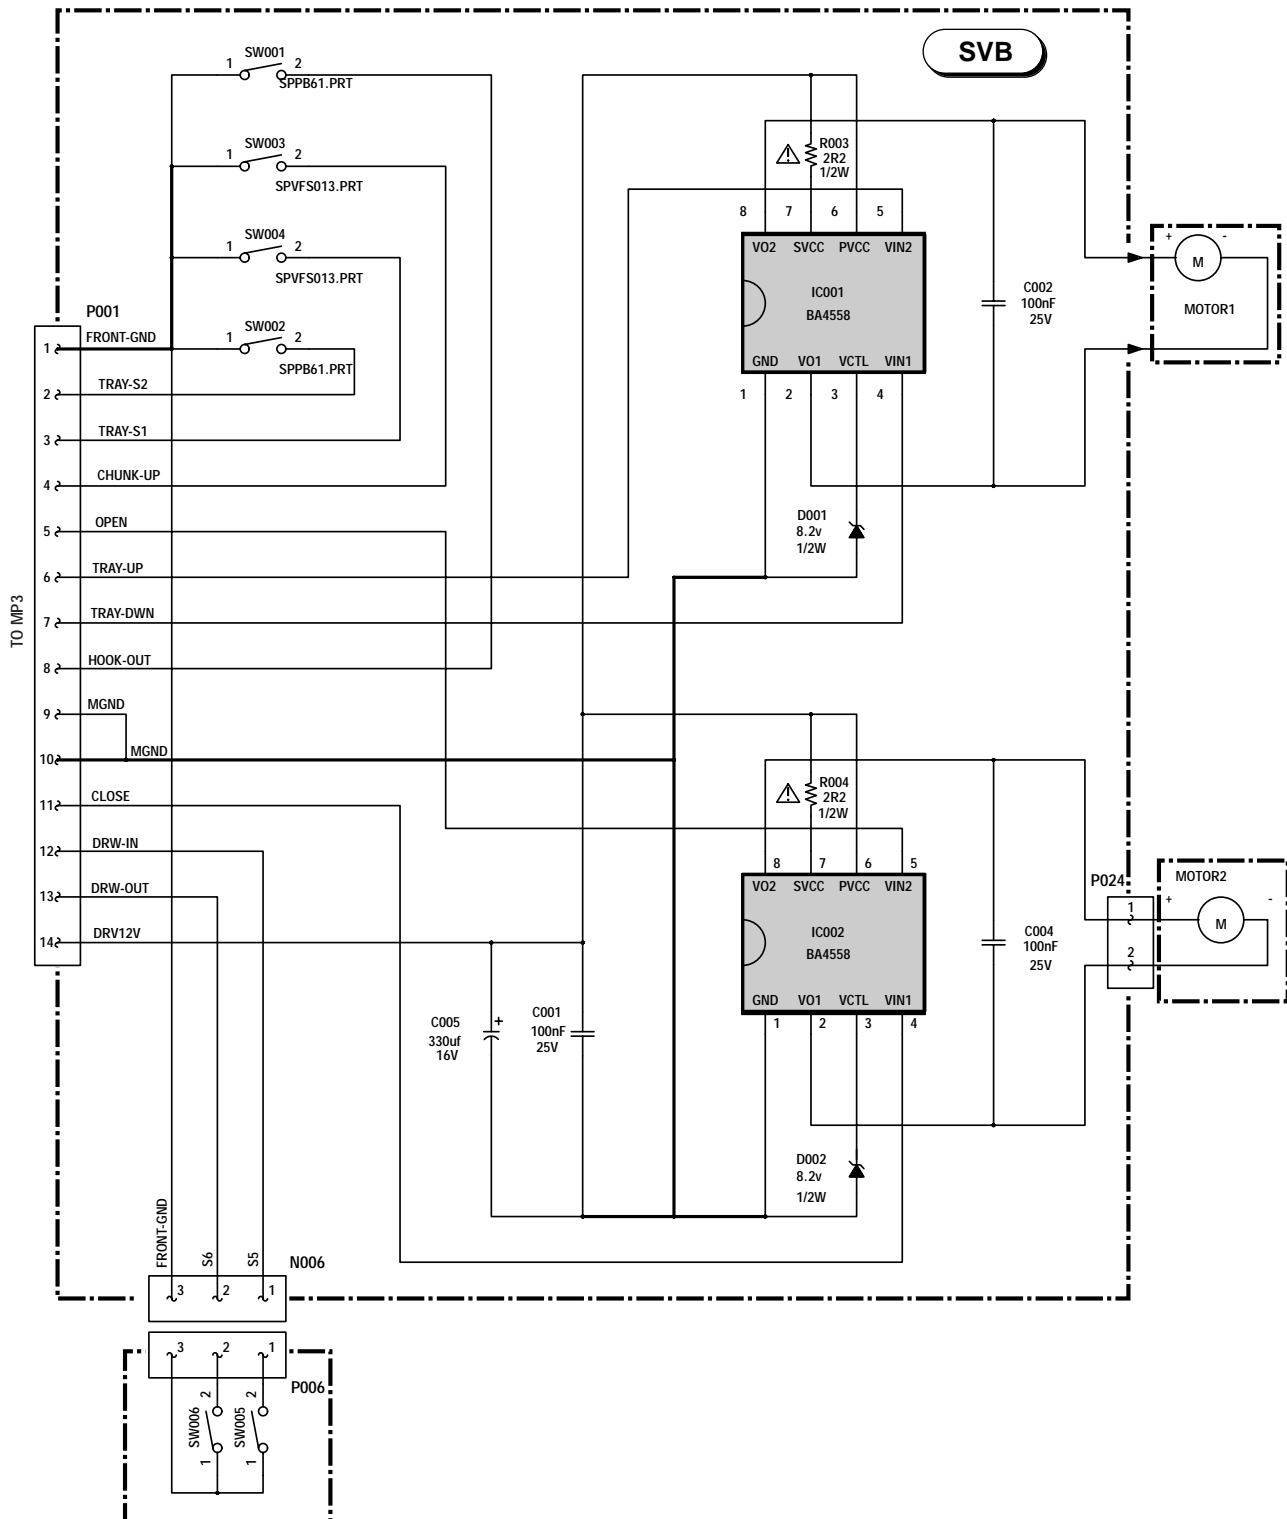 SVB
SW001
1 2
SPPB61.PRT
SW003
1 2
SPVFS013.PRT
SW004
1 2
SPVFS013.PRT
SW002
1 2
SPPB61.PRT
P001
TO MP3
1 FRONT-GND
2 TRAY-S2
3 TRAY-S1
4 CHUNK-UP
5 OPEN
6 TRAY-UP
7 TRAY-DWN
8 HOOK-OUT
9 MGND
10 MGND
11 CLOSE
12 DRW-IN
13 DRW-OUT
14 DRV12V
R003
2R2
1/2W
8 7 6 5
VO2 SVCC PVCC VIN2
IC001
BA4558
GND VO1 VCTL VIN1
1 2 3 4
C002
100nF
25V
+ -
M
MOTOR1
D001
8.2v
1/2W
R004
2R2
1/2W
8 7 6 5
VO2 SVCC PVCC VIN2
IC002
BA4558
GND VO1 VCTL VIN1
1 2 3 4
C004
100nF
25V
P024
1
2
MOTOR2
+ -
M
C005
330uf
16V
+
C001
100nF
25V
D002
8.2v
1/2W
FRONT-GND S6 S5
N006
3 2 1
3 2 1
P006
2 2
SW006 SW005
1 1